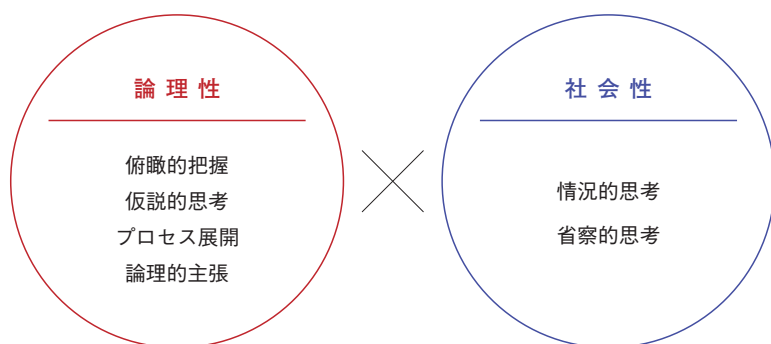 論理性
俯瞰的把握
仮説的思考
プロセス展開
論理的主張
社会性
情況的思考
省察的思考